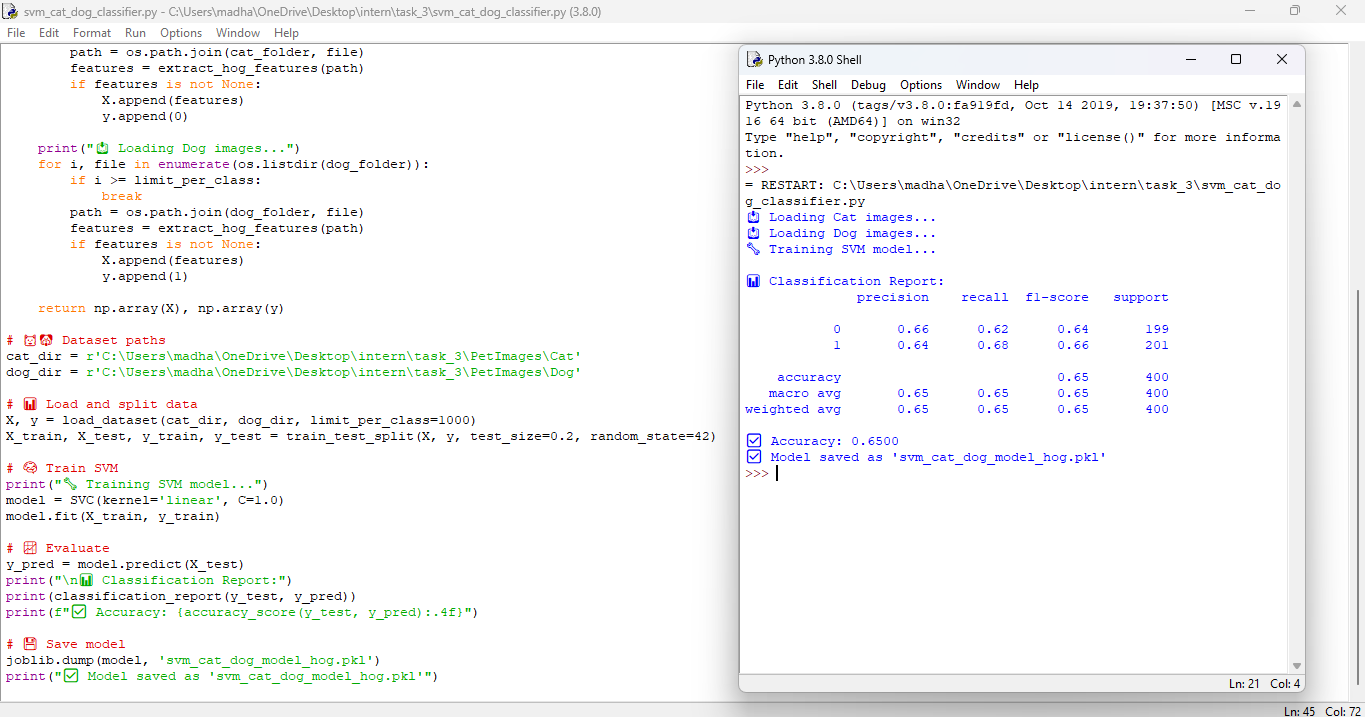 svm_cat_dog_classifier.py - C:\Users\madha\OneDrive\Desktop\intern\task_3\svm_cat_dog_classifier.py (3.8.0)
File Edit Format Run Options Window Help
        path = os.path.join(cat_folder, file)
        features = extract_hog_features(path)
        if features is not None:
            X.append(features)
            y.append(0)

    print("📥 Loading Dog images...")
    for i, file in enumerate(os.listdir(dog_folder)):
        if i >= limit_per_class:
            break
        path = os.path.join(dog_folder, file)
        features = extract_hog_features(path)
        if features is not None:
            X.append(features)
            y.append(1)

    return np.array(X), np.array(y)

# 🐱🐶 Dataset paths
cat_dir = r'C:\Users\madha\OneDrive\Desktop\intern\task_3\PetImages\Cat'
dog_dir = r'C:\Users\madha\OneDrive\Desktop\intern\task_3\PetImages\Dog'

# 📊 Load and split data
X, y = load_dataset(cat_dir, dog_dir, limit_per_class=1000)
X_train, X_test, y_train, y_test = train_test_split(X, y, test_size=0.2, random_state=42)

# 🧠 Train SVM
print("🔧 Training SVM model...")
model = SVC(kernel='linear', C=1.0)
model.fit(X_train, y_train)

# 📈 Evaluate
y_pred = model.predict(X_test)
print("\n📊 Classification Report:")
print(classification_report(y_test, y_pred))
print(f"✅ Accuracy: {accuracy_score(y_test, y_pred):.4f}")

# 💾 Save model
joblib.dump(model, 'svm_cat_dog_model_hog.pkl')
print("✅ Model saved as 'svm_cat_dog_model_hog.pkl'")
Ln: 45 Col: 72
Python 3.8.0 Shell
File Edit Shell Debug Options Window Help
Python 3.8.0 (tags/v3.8.0:fa919fd, Oct 14 2019, 19:37:50) [MSC v.19
16 64 bit (AMD64)] on win32
Type "help", "copyright", "credits" or "license()" for more informa
tion.
>>>
= RESTART: C:\Users\madha\OneDrive\Desktop\intern\task_3\svm_cat_do
g_classifier.py
📥 Loading Cat images...
📥 Loading Dog images...
🔧 Training SVM model...

📊 Classification Report:
              precision    recall  f1-score   support

           0       0.66      0.62      0.64       199
           1       0.64      0.68      0.66       201

    accuracy                           0.65       400
   macro avg       0.65      0.65      0.65       400
weighted avg       0.65      0.65      0.65       400

✅ Accuracy: 0.6500
✅ Model saved as 'svm_cat_dog_model_hog.pkl'
>>>
Ln: 21 Col: 4